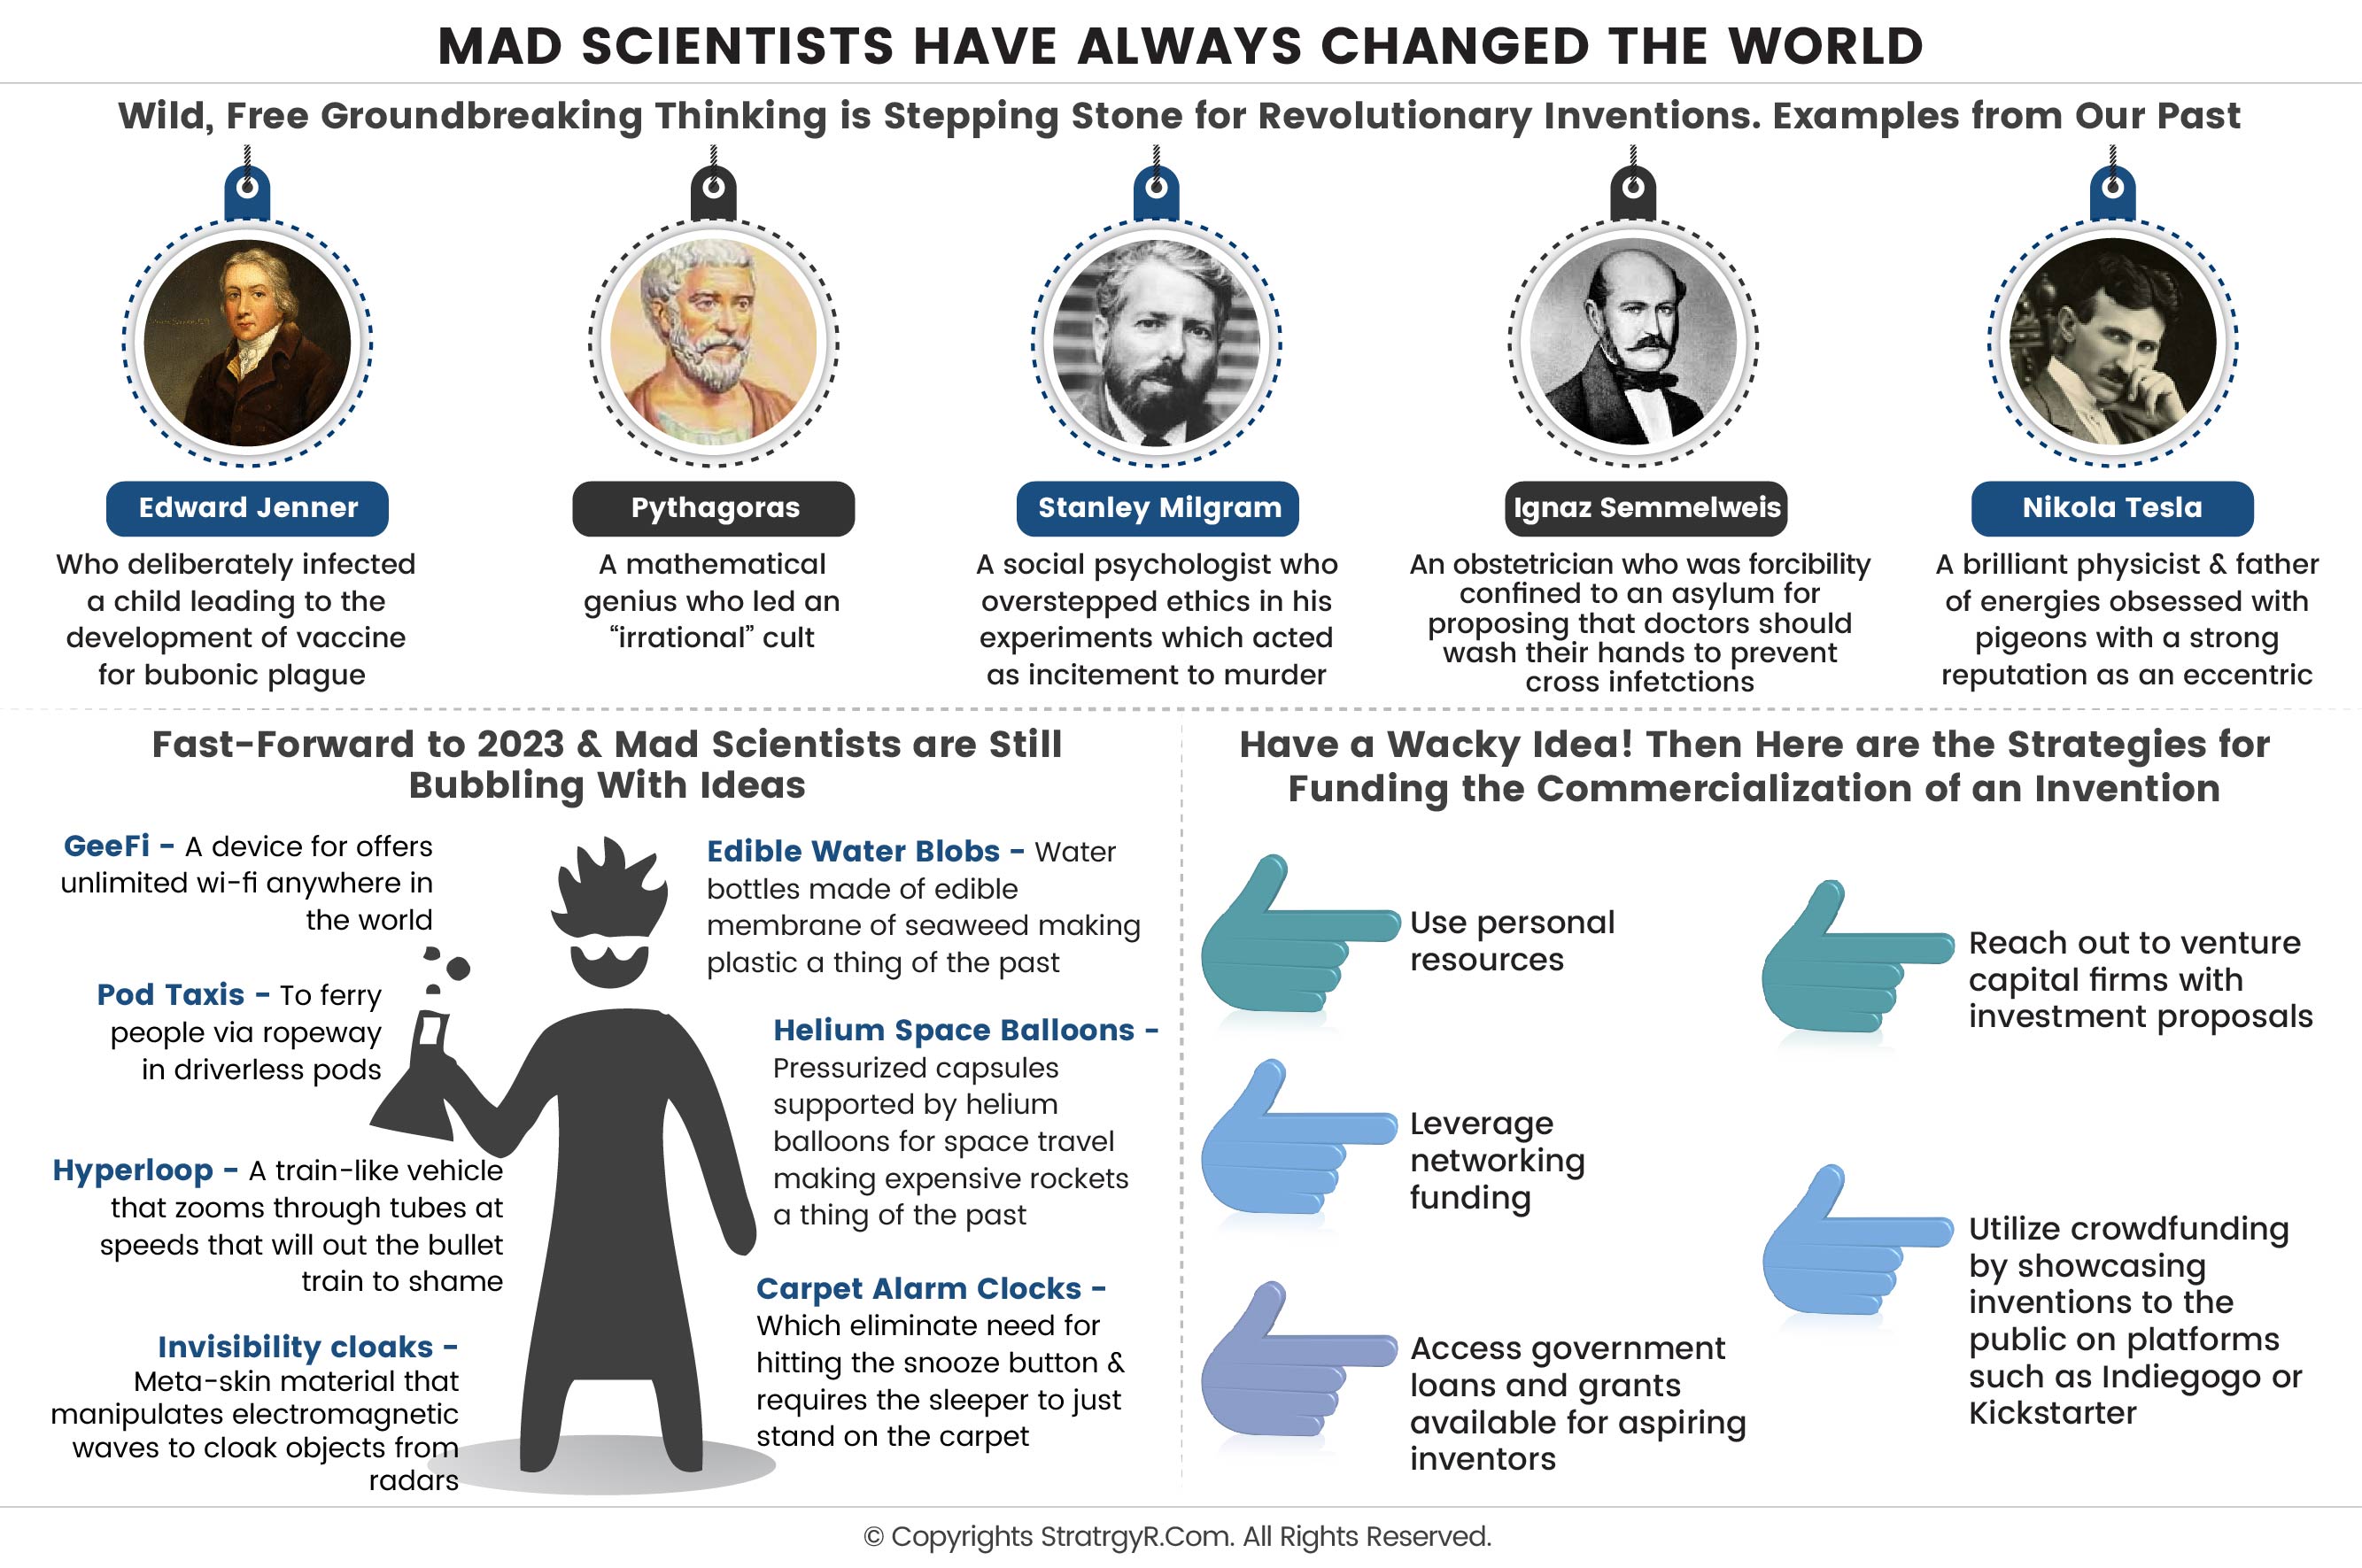 MAD SCIENTISTS HAVE ALWAYS CHANGED THE WORLD
Wild, Free Groundbreaking Thinking is Stepping Stone for Revolutionary Inventions. Examples from Our Past
Edward Jenner
Who deliberately infected
a child leading to the
development of vaccine
for bubonic plague
Pythagoras
A mathematical
genius who led an
“irrational” cult
Stanley Milgram
A social psychologist who
overstepped ethics in his
experiments which acted
as incitement to murder
Ignaz Semmelweis
An obstetrician who was forcibility
confined to an asylum for
proposing that doctors should
wash their hands to prevent
cross infetctions
Nikola Tesla
A brilliant physicist & father
of energies obsessed with
pigeons with a strong
reputation as an eccentric
Fast-Forward to 2023 & Mad Scientists are Still
Bubbling With Ideas
GeeFi - A device for offers
unlimited wi-fi anywhere in
the world
Pod Taxis - To ferry
people via ropeway
in driverless pods
Hyperloop - A train-like vehicle
that zooms through tubes at
speeds that will out the bullet
train to shame
Invisibility cloaks -
Meta-skin material that
manipulates electromagnetic
waves to cloak objects from
radars
Edible Water Blobs - Water
bottles made of edible
membrane of seaweed making
plastic a thing of the past
Helium Space Balloons -
Pressurized capsules
supported by helium
balloons for space travel
making expensive rockets
a thing of the past
Carpet Alarm Clocks -
Which eliminate need for
hitting the snooze button &
requires the sleeper to just
stand on the carpet
Have a Wacky Idea! Then Here are the Strategies for
Funding the Commercialization of an Invention
Use personal
resources
Leverage
networking
funding
Access government
loans and grants
available for aspiring
inventors
Reach out to venture
capital firms with
investment proposals
Utilize crowdfunding
by showcasing
inventions to the
public on platforms
such as Indiegogo or
Kickstarter
© Copyrights StratrgyR.Com. All Rights Reserved.